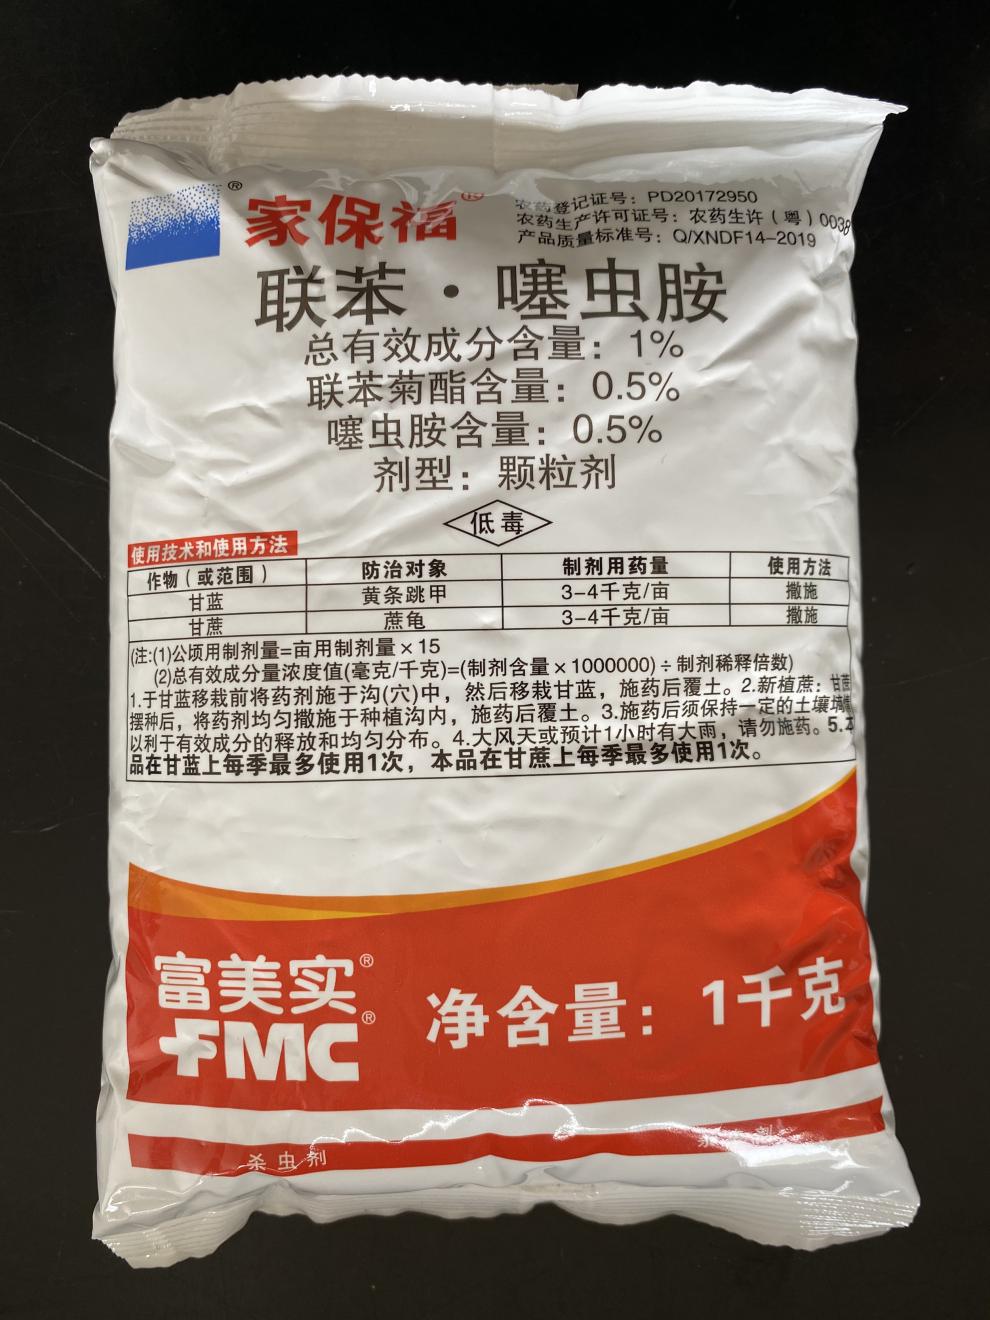 家保福®
农药登记证号：PD20172950
农药生产许可证号：农药生许（粤）0038
产品质量标准号：Q/XNDF14-2019
联苯·噻虫胺
总有效成分含量：1%
联苯菊酯含量：0.5%
噻虫胺含量：0.5%
剂型：颗粒剂
低毒
使用技术和使用方法
作物（或范围） 防治对象 制剂用药量 使用方法
甘蓝 黄条跳甲 3-4千克/亩 撒施
甘蔗 蔗龟 3-4千克/亩 撒施
(注:(1)公顷用制剂量=亩用制剂量×15
(2)总有效成分量浓度值(毫克/千克)=(制剂含量×1000000)÷制剂稀释倍数)
1.于甘蓝移栽前将药剂施于沟(穴)中，然后移栽甘蓝，施药后覆土。2.新植蔗：甘蔗
摆种后，将药剂均匀撒施于种植沟内，施药后覆土。3.施药后须保持一定的土壤墒情
以利于有效成分的释放和均匀分布。4.大风天或预计1小时有大雨，请勿施药。5.本
品在甘蓝上每季最多使用1次，本品在甘蔗上每季最多使用1次。
富美实®
FMC®
净含量：1千克
杀虫剂